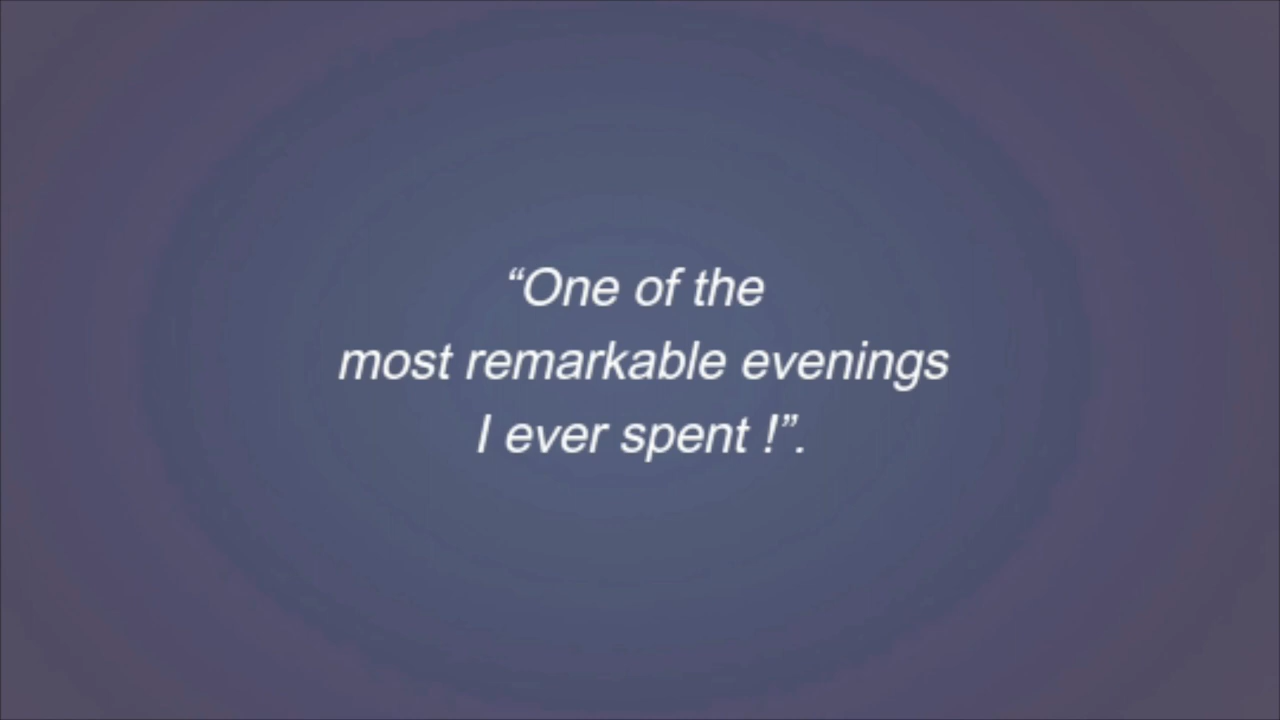 “One of the
most remarkable evenings
I ever spent !”.